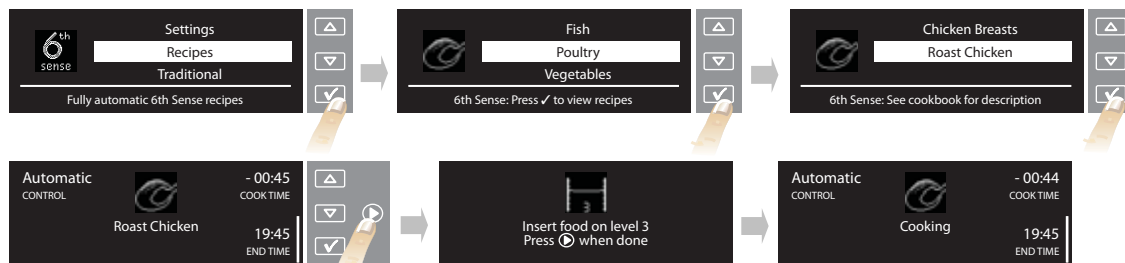 6th
sense
Settings
Recipes
Traditional
Fully automatic 6th Sense recipes
Fish
Poultry
Vegetables
6th Sense: Press ✓ to view recipes
Chicken Breasts
Roast Chicken
6th Sense: See cookbook for description
Automatic
CONTROL
- 00:45
COOK TIME
Roast Chicken
19:45
END TIME
3
Insert food on level 3
Press ▶ when done
Automatic
CONTROL
- 00:44
COOK TIME
Cooking
19:45
END TIME